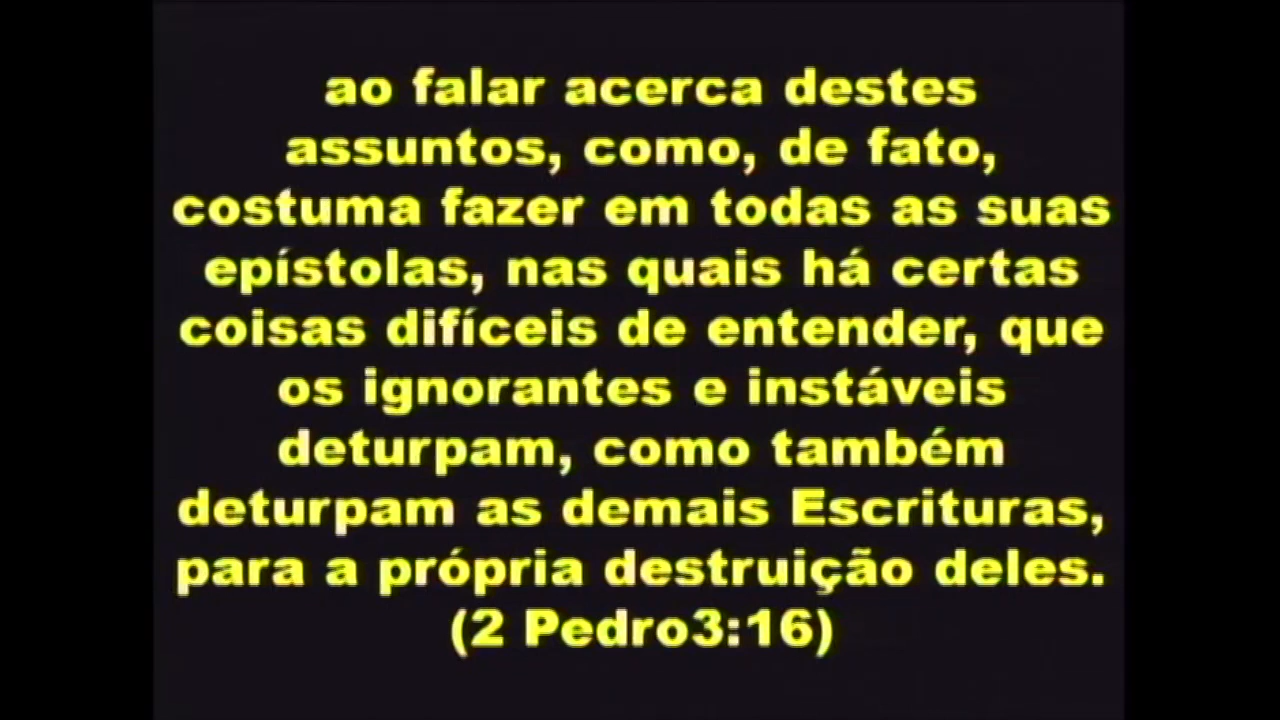 ao falar acerca destes
assuntos, como, de fato,
costuma fazer em todas as suas
epístolas, nas quais há certas
coisas difíceis de entender, que
os ignorantes e instáveis
deturpam, como também
deturpam as demais Escrituras,
para a própria destruição deles.
(2 Pedro3:16)